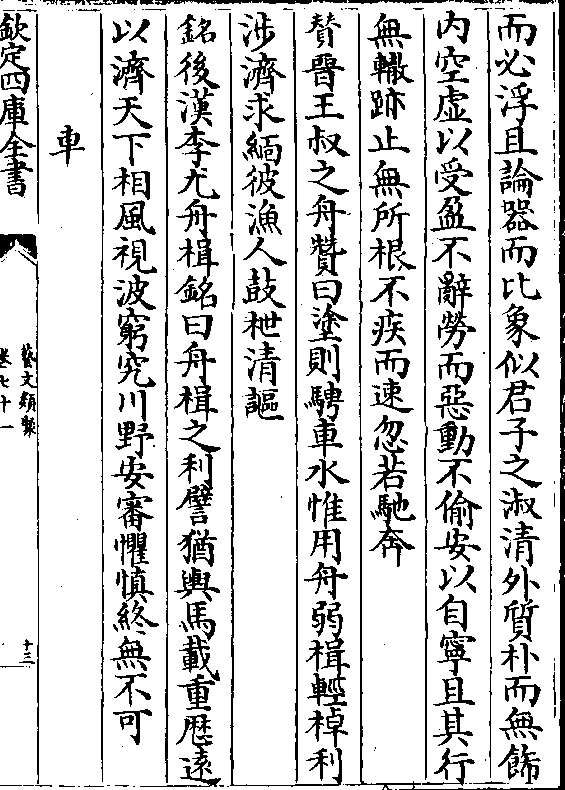 而必浮且論器而比象似君子之淑清外質朴而無飾
内空虚以受盈不辭勞而惡動不偷安以自寧且其行
無轍跡止無所根不疾而速忽若馳奔
賛晉王叔之舟贊曰塗則騁車水惟用舟弱楫輕棹利
涉濟求緬彼漁人鼓枻清謳
銘後漢李尤舟楫銘曰舟楫之利譬猶輿馬載重歴遠
以濟天下相風視波窮究川野安審懼慎終無不可
車
欽定四庫全書
藝文類聚
卷七十一
十三